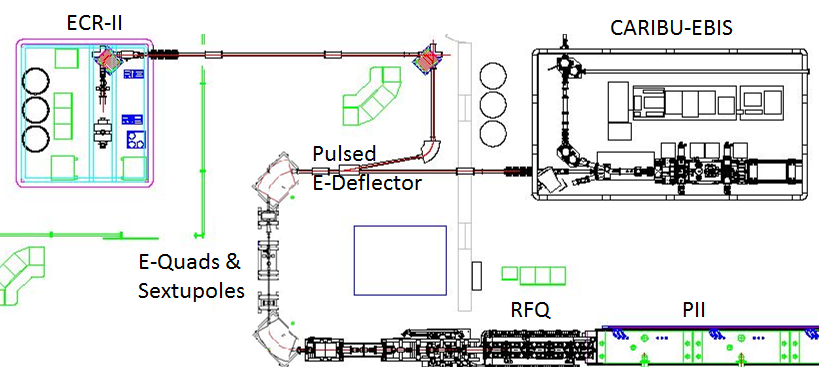 ECR-II
CARIBU-EBIS
Pulsed
E-Deflector
E-Quads &
Sextupoles
RFQ
PII